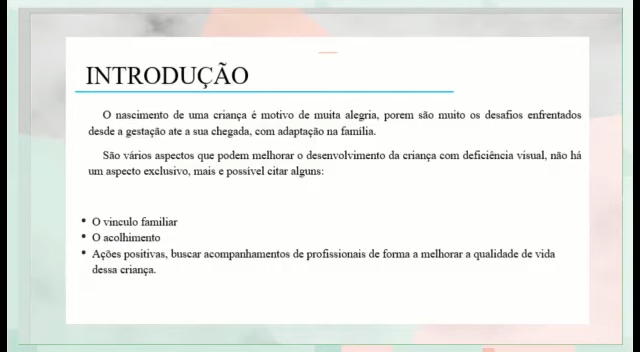 INTRODUÇÃO
O nascimento de uma criança é motivo de muita alegria, porem são muito os desafios enfrentados
desde a gestação ate a sua chegada, com adaptação na família.
São vários aspectos que podem melhorar o desenvolvimento da criança com deficiência visual, não há
um aspecto exclusivo, mais e possível citar alguns:
• O vinculo familiar
• O acolhimento
• Ações positivas, buscar acompanhamentos de profissionais de forma a melhorar a qualidade de vida
dessa criança.